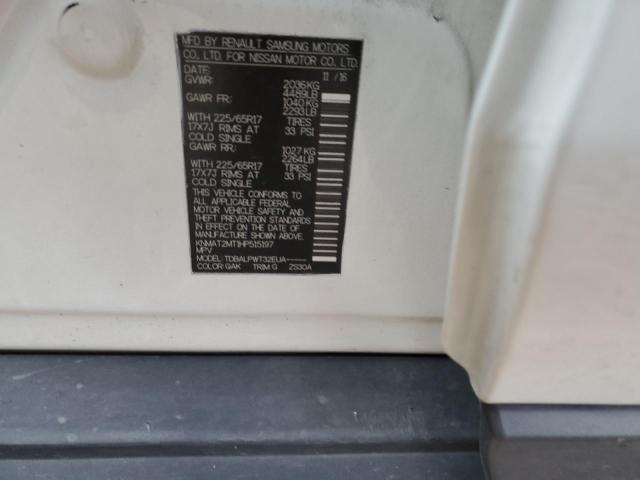 MFD BY RENAULT SAMSUNG MOTORS
CO. LTD. FOR NISSAN MOTOR CO. LTD.
DATE: 11 / 16
GVWR: 2036KG
4489LB
GAWR FR: 1040KG
2293LB
WITH 225/65R17 TIRES
17X7J RIMS AT 33 PSI
COLD SINGLE
GAWR RR: 1027KG
2264LB
WITH 225/65R17 TIRES
17X7J RIMS AT 33 PSI
COLD SINGLE
THIS VEHICLE CONFORMS TO
ALL APPLICABLE FEDERAL
MOTOR VEHICLE SAFETY AND
THEFT PREVENTION STANDARDS
IN EFFECT ON THE DATE OF
MANUFACTURE SHOWN ABOVE.
KNMAT2MT1HP515197
MPV
MODEL: TDBALPWT32EUA-----
COLOR: QAK TRIM: G ZS30A